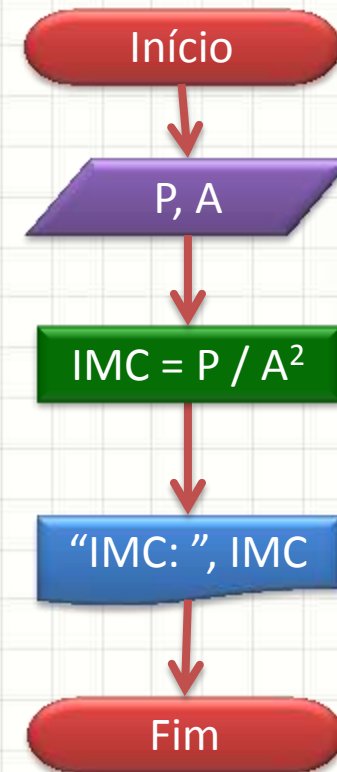 Início
P, A
IMC = P / A²
“IMC: ”, IMC
Fim